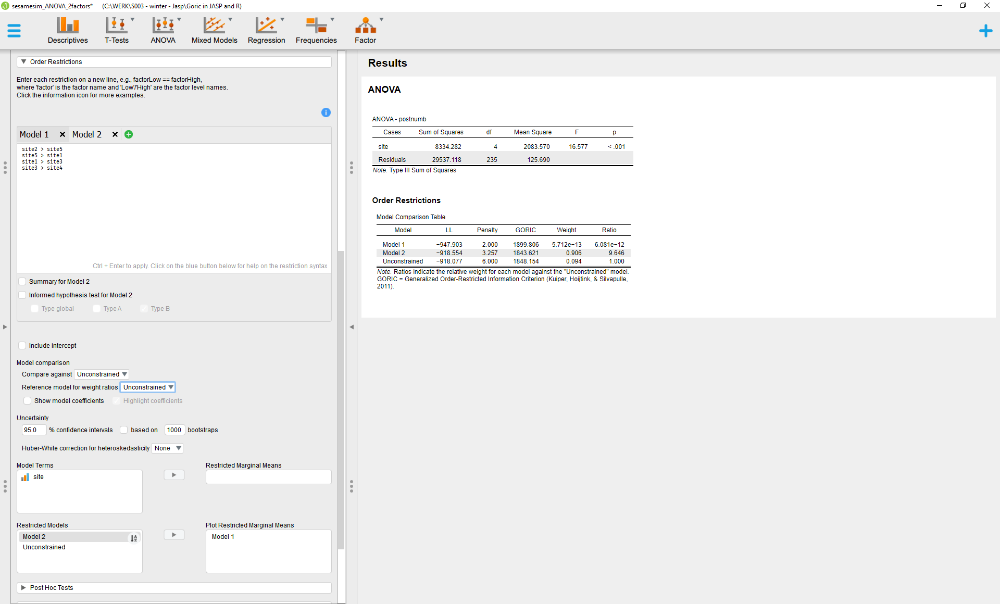 sesamesim_ANOVA_2factors* (C:\WERK\S003 - winter - Jasp\Goric in JASP and R)
Descriptives T-Tests ANOVA Mixed Models Regression Frequencies Factor
Order Restrictions
Enter each restriction on a new line, e.g., factorLow == factorHigh,
where 'factor' is the factor name and 'Low'/'High' are the factor level names.
Click the information icon for more examples.
Model 1 Model 2
site2 > site5
site5 > site1
site1 > site3
site3 > site4
Ctrl + Enter to apply. Click on the blue button below for help on the restriction syntax
Summary for Model 2
Informed hypothesis test for Model 2
Type global Type A Type B
Include intercept
Model comparison
Compare against Unconstrained
Reference model for weight ratios Unconstrained
Show model coefficients Highlight coefficients
Uncertainty
95.0 % confidence intervals based on 1000 bootstraps
Huber-White correction for heteroskedasticity None
Model Terms Restricted Marginal Means
site
Restricted Models Plot Restricted Marginal Means
Model 2 Model 1
Unconstrained
Post Hoc Tests
Results
ANOVA
ANOVA - postnumb
Cases Sum of Squares df Mean Square F p
site 8334.282 4 2083.570 16.577 < .001
Residuals 29537.118 235 125.690
Note. Type III Sum of Squares
Order Restrictions
Model Comparison Table
Model LL Penalty GORIC Weight Ratio
Model 1 −947.903 2.000 1899.806 5.712e−13 6.081e−12
Model 2 −918.554 3.257 1843.621 0.906 9.646
Unconstrained −918.077 6.000 1848.154 0.094 1.000
Note. Ratios indicate the relative weight for each model against the "Unconstrained" model.
GORIC = Generalized Order-Restricted Information Criterion (Kuiper, Hoijtink, & Silvapulle,
2011).